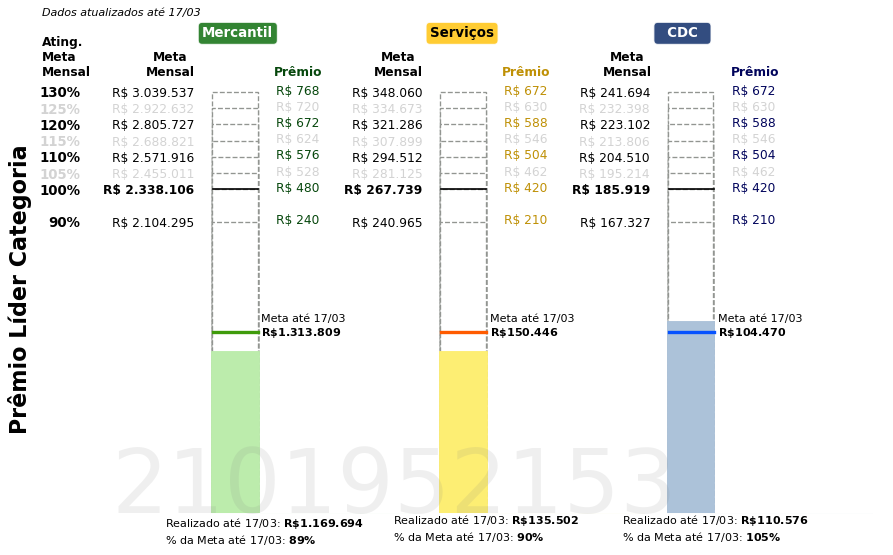 Dados atualizados até 17/03
Mercantil Serviços CDC
Ating.
Meta Meta Meta Meta
Mensal Mensal Prêmio Mensal Prêmio Mensal Prêmio
130% R$ 3.039.537 R$ 768 R$ 348.060 R$ 672 R$ 241.694 R$ 672
125% R$ 2.922.632 R$ 720 R$ 334.673 R$ 630 R$ 232.398 R$ 630
120% R$ 2.805.727 R$ 672 R$ 321.286 R$ 588 R$ 223.102 R$ 588
115% R$ 2.688.821 R$ 624 R$ 307.899 R$ 546 R$ 213.806 R$ 546
110% R$ 2.571.916 R$ 576 R$ 294.512 R$ 504 R$ 204.510 R$ 504
105% R$ 2.455.011 R$ 528 R$ 281.125 R$ 462 R$ 195.214 R$ 462
100% R$ 2.338.106 R$ 480 R$ 267.739 R$ 420 R$ 185.919 R$ 420
90% R$ 2.104.295 R$ 240 R$ 240.965 R$ 210 R$ 167.327 R$ 210
Meta até 17/03 Meta até 17/03 Meta até 17/03
R$1.313.809 R$150.446 R$104.470
Prêmio Líder Categoria
2101952153
Realizado até 17/03: R$1.169.694 Realizado até 17/03: R$135.502 Realizado até 17/03: R$110.576
% da Meta até 17/03: 89% % da Meta até 17/03: 90% % da Meta até 17/03: 105%